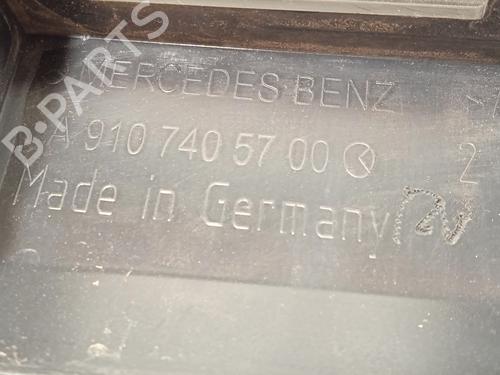 MERCEDES BENZ
A 910 740 57 00 2
Made in Germany
B-PARTS